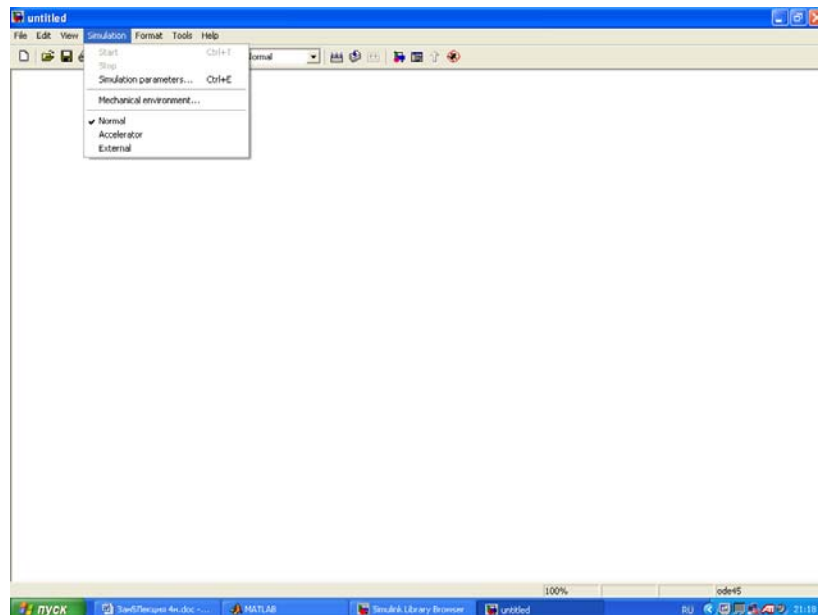 untitled
File Edit View Simulation Format Tools Help
Start Ctrl+T
Normal
Stop
Simulation parameters... Ctrl+E
Mechanical environment...
Normal
Accelerator
External
100% ode45
пуск
MATLAB
Simulink Library Browser
untitled
RU
21:18